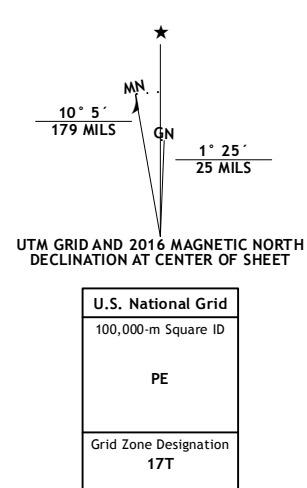 ★
MN
10° 5´
179 MILS
GN
1° 25´
25 MILS
UTM GRID AND 2016 MAGNETIC NORTH
DECLINATION AT CENTER OF SHEET
U.S. National Grid
100,000-m Square ID
PE
Grid Zone Designation
17T